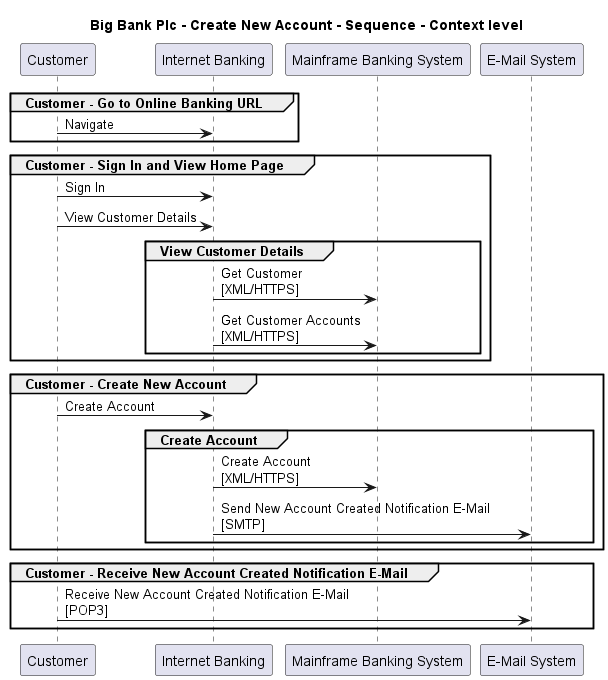 Big Bank Plc - Create New Account - Sequence - Context level
Customer
Internet Banking
Mainframe Banking System
E-Mail System
Customer - Go to Online Banking URL
Navigate
Customer - Sign In and View Home Page
Sign In
View Customer Details
View Customer Details
Get Customer
[XML/HTTPS]
Get Customer Accounts
[XML/HTTPS]
Customer - Create New Account
Create Account
Create Account
Create Account
[XML/HTTPS]
Send New Account Created Notification E-Mail
[SMTP]
Customer - Receive New Account Created Notification E-Mail
Receive New Account Created Notification E-Mail
[POP3]
Customer
Internet Banking
Mainframe Banking System
E-Mail System